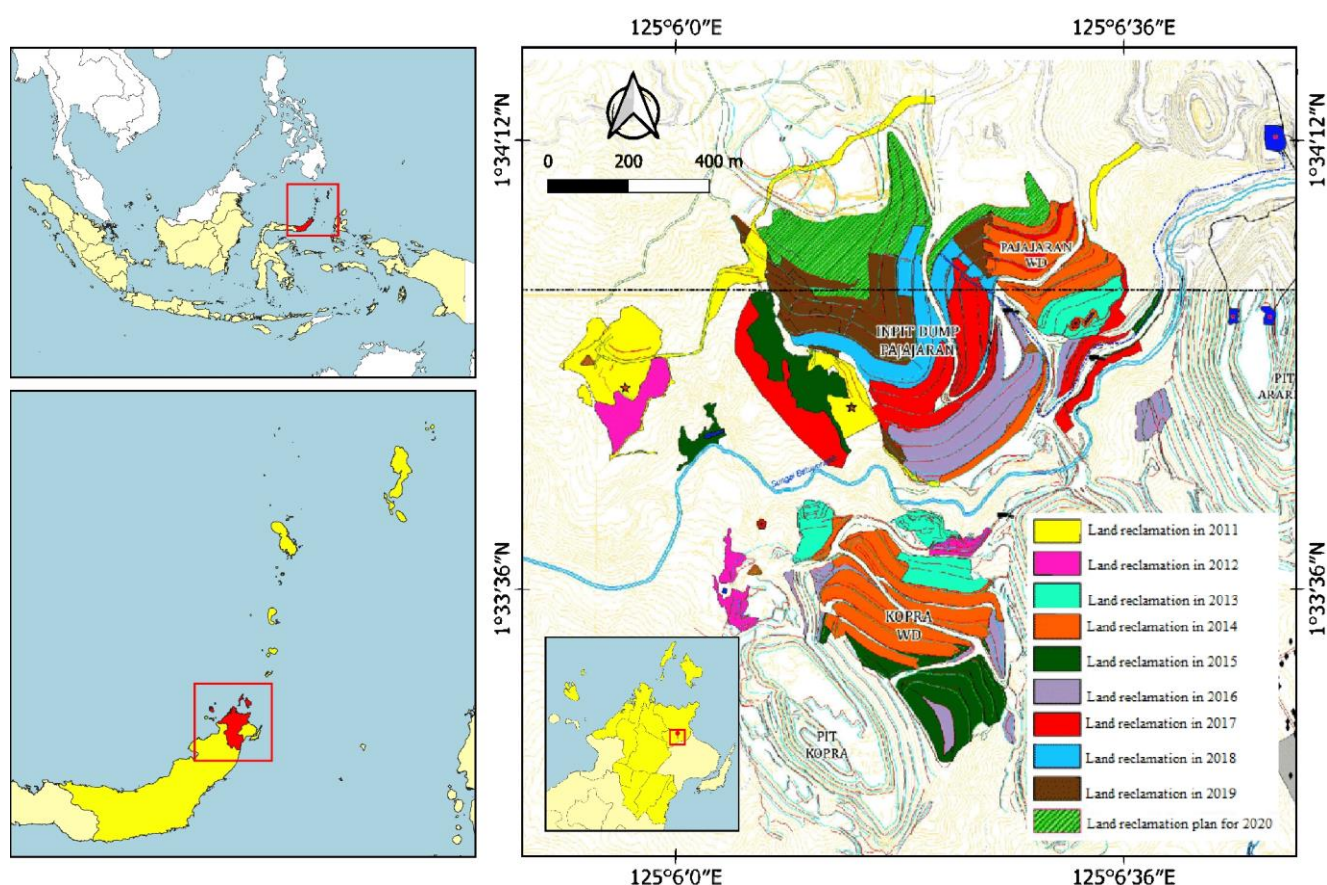 125°6′0″E
125°6′36″E
1°34′12″N
1°34′12″N
0 200 400 m
PAJAJARAN
WD
INPIT DUMP
PAJAJARAN
PIT
ARAR
1°33′36″N
1°33′36″N
KOPRA
WD
PIT
KOPRA
Land reclamation in 2011
Land reclamation in 2012
Land reclamation in 2013
Land reclamation in 2014
Land reclamation in 2015
Land reclamation in 2016
Land reclamation in 2017
Land reclamation in 2018
Land reclamation in 2019
Land reclamation plan for 2020
125°6′0″E
125°6′36″E